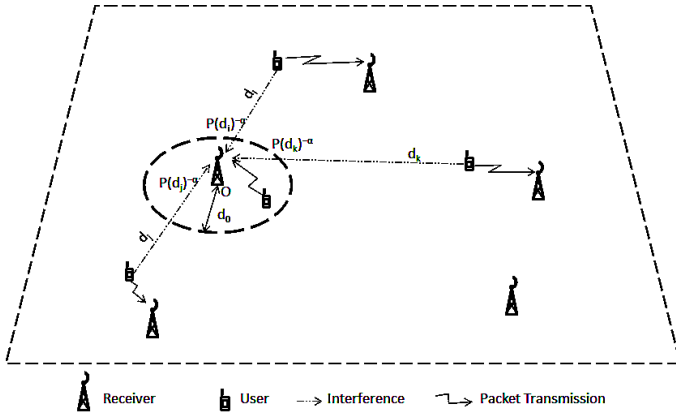 dᵢ
P(dᵢ)⁻ᵅ
P(dₖ)⁻ᵅ
dₖ
P(dⱼ)⁻ᵅ
O
d₀
dⱼ
Receiver
User
Interference
Packet Transmission